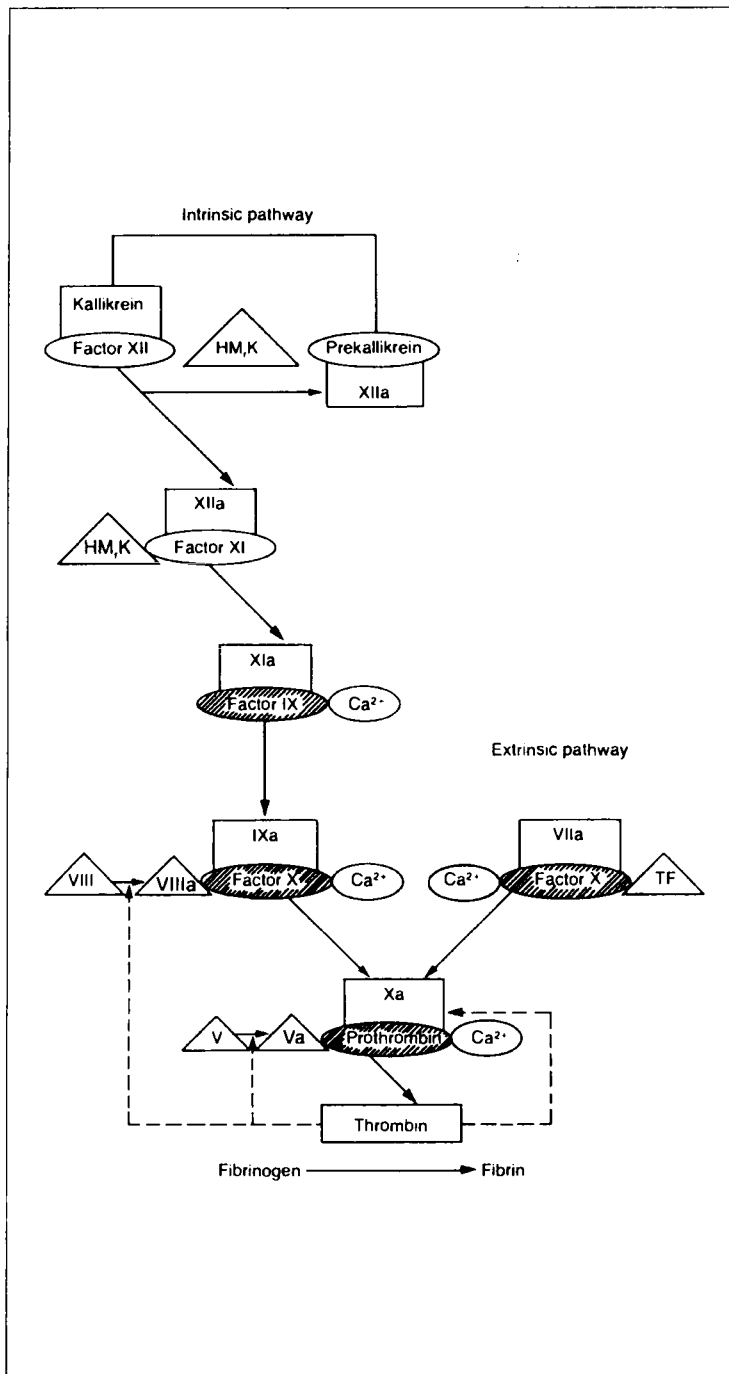 Intrinsic pathway
Kallikrein
Factor XII
HM,K
Prekallikrein
XIIa
XIIa
HM,K
Factor XI
XIa
Factor IX
Ca²⁺
Extrinsic pathway
IXa
VIII
VIIIa
Factor X
Ca²⁺
VIIa
Ca²⁺
Factor X
TF
Xa
V
Va
Prothrombin
Ca²⁺
Thrombin
Fibrinogen
Fibrin